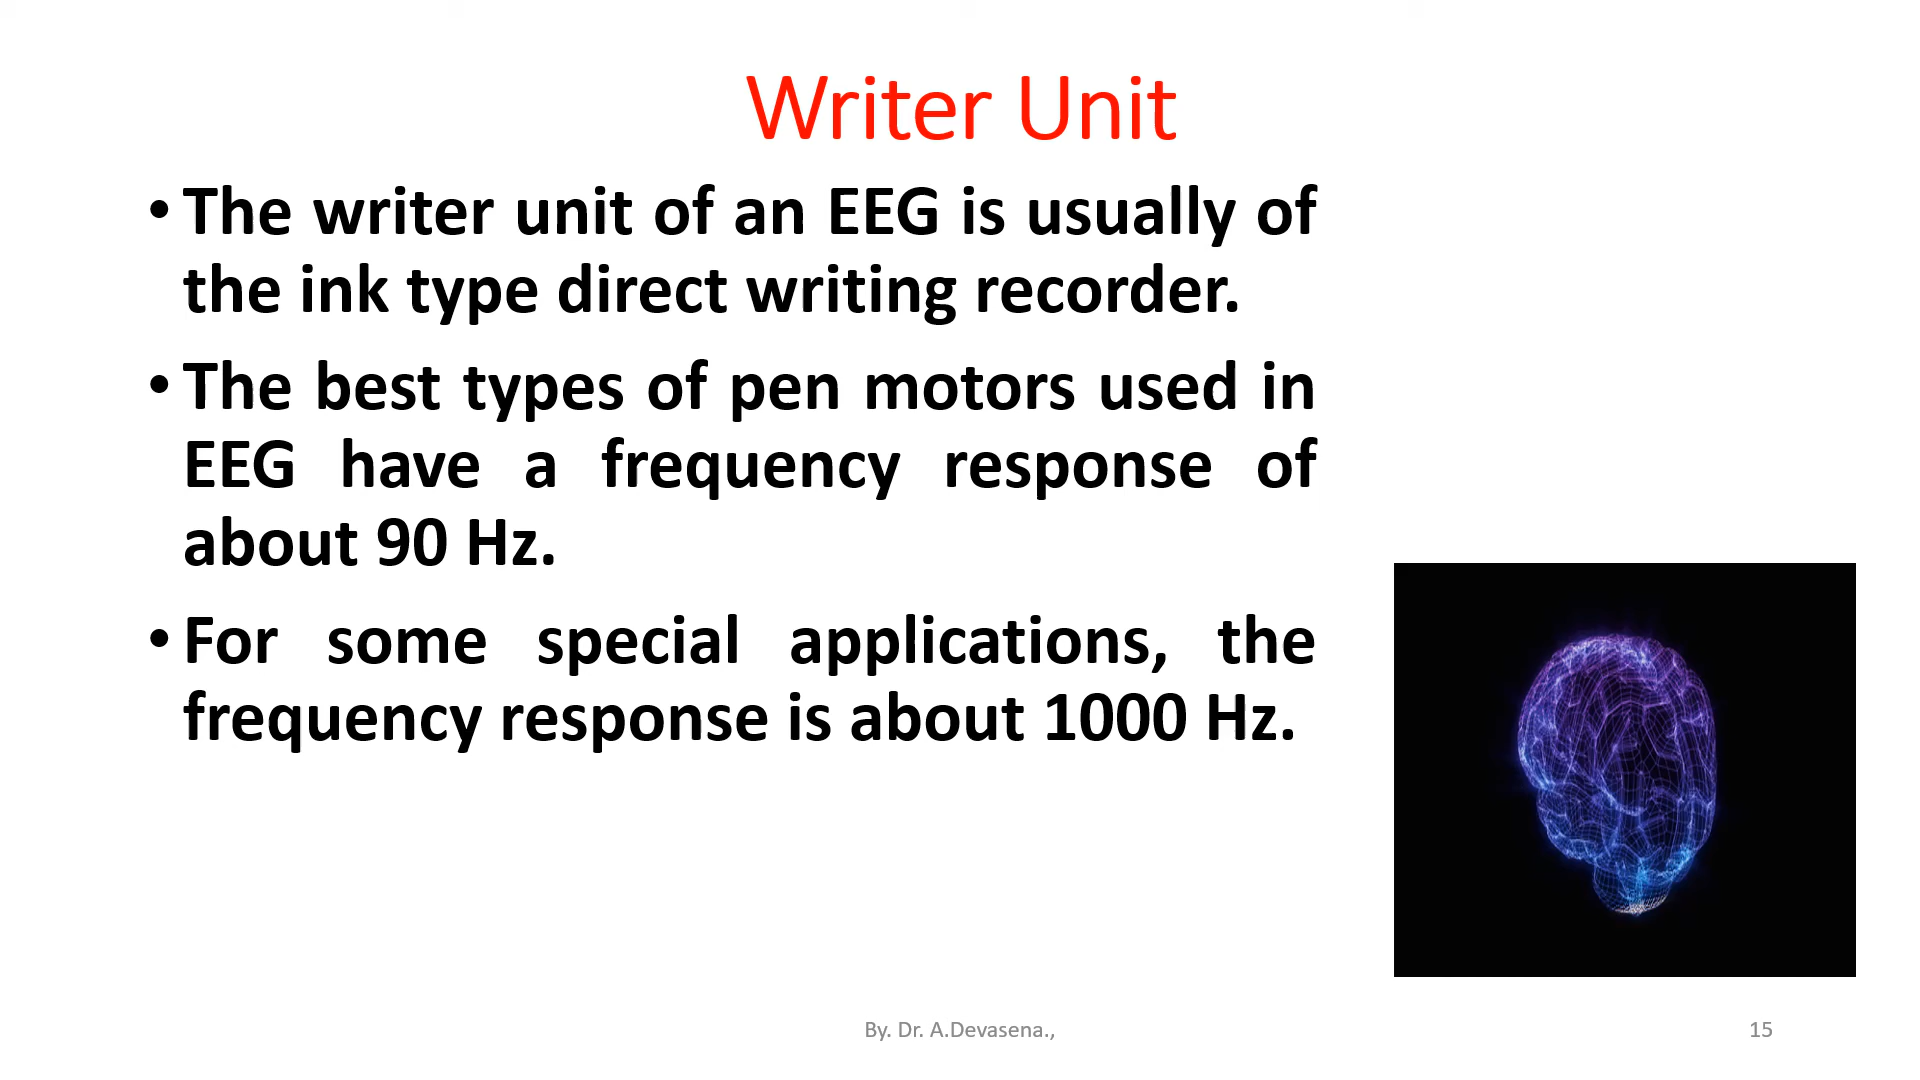 Writer Unit
• The writer unit of an EEG is usually of
the ink type direct writing recorder.
• The best types of pen motors used in
EEG have a frequency response of
about 90 Hz.
• For some special applications, the
frequency response is about 1000 Hz.
By. Dr. A.Devasena.,
15